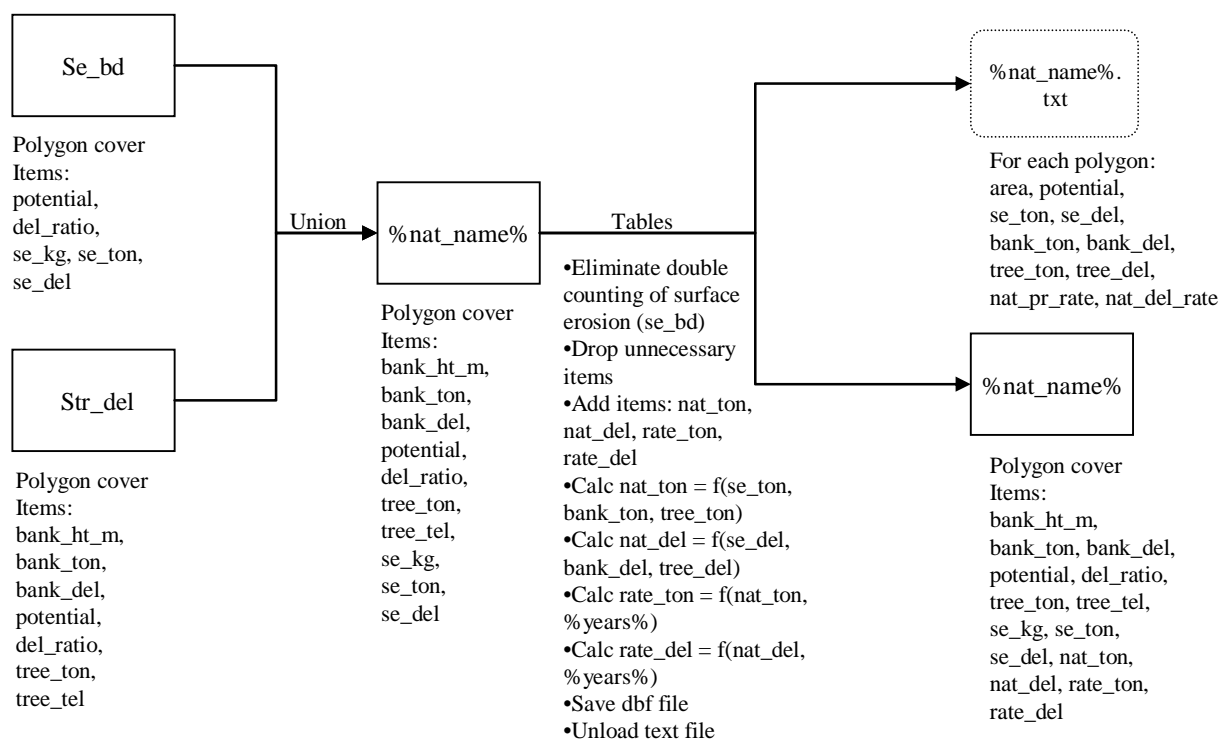 Se_bd
Polygon cover
Items:
potential,
del_ratio,
se_kg, se_ton,
se_del
Str_del
Polygon cover
Items:
bank_ht_m,
bank_ton,
bank_del,
potential,
del_ratio,
tree_ton,
tree_tel
Union
%nat_name%
Polygon cover
Items:
bank_ht_m,
bank_ton,
bank_del,
potential,
del_ratio,
tree_ton,
tree_tel,
se_kg,
se_ton,
se_del
Tables
•Eliminate double
counting of surface
erosion (se_bd)
•Drop unnecessary
items
•Add items: nat_ton,
nat_del, rate_ton,
rate_del
•Calc nat_ton = f(se_ton,
bank_ton, tree_ton)
•Calc nat_del = f(se_del,
bank_del, tree_del)
•Calc rate_ton = f(nat_ton,
%years%)
•Calc rate_del = f(nat_del,
%years%)
•Save dbf file
•Unload text file
%nat_name%.
txt
For each polygon:
area, potential,
se_ton, se_del,
bank_ton, bank_del,
tree_ton, tree_del,
nat_pr_rate, nat_del_rate
%nat_name%
Polygon cover
Items:
bank_ht_m,
bank_ton, bank_del,
potential, del_ratio,
tree_ton, tree_tel,
se_kg, se_ton,
se_del, nat_ton,
nat_del, rate_ton,
rate_del